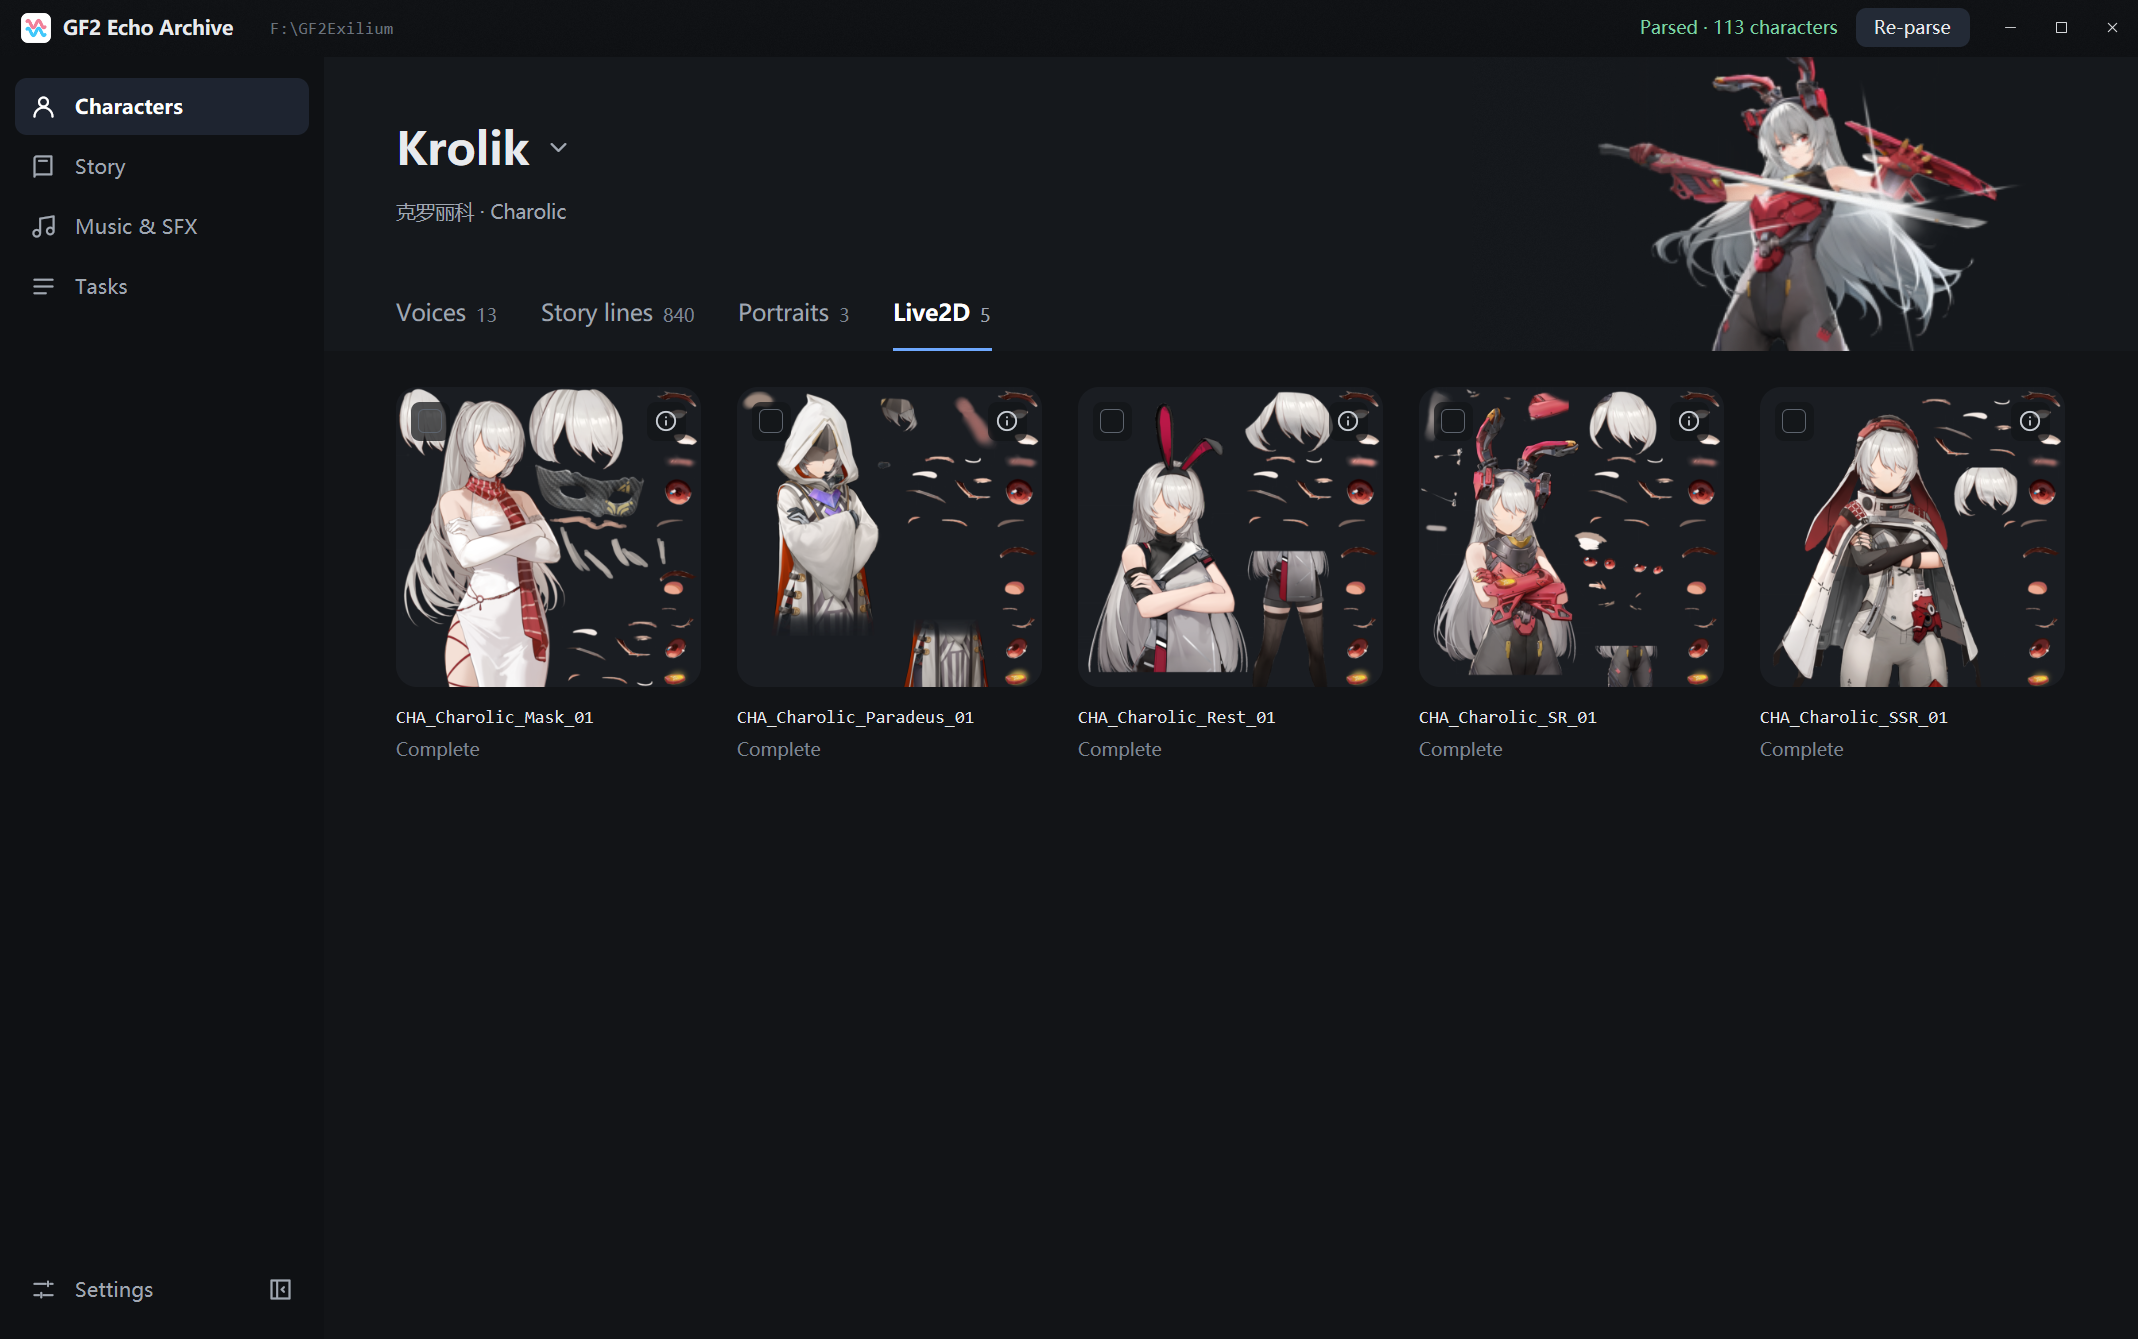 GF2 Echo Archive F:\GF2Exilium Parsed · 113 characters Re-parse
Characters
Story
Music & SFX
Tasks
Krolik
克罗丽科 · Charolic
Voices 13 Story lines 840 Portraits 3 Live2D 5
CHA_Charolic_Mask_01 CHA_Charolic_Paradeus_01 CHA_Charolic_Rest_01 CHA_Charolic_SR_01 CHA_Charolic_SSR_01
Complete Complete Complete Complete Complete
Settings